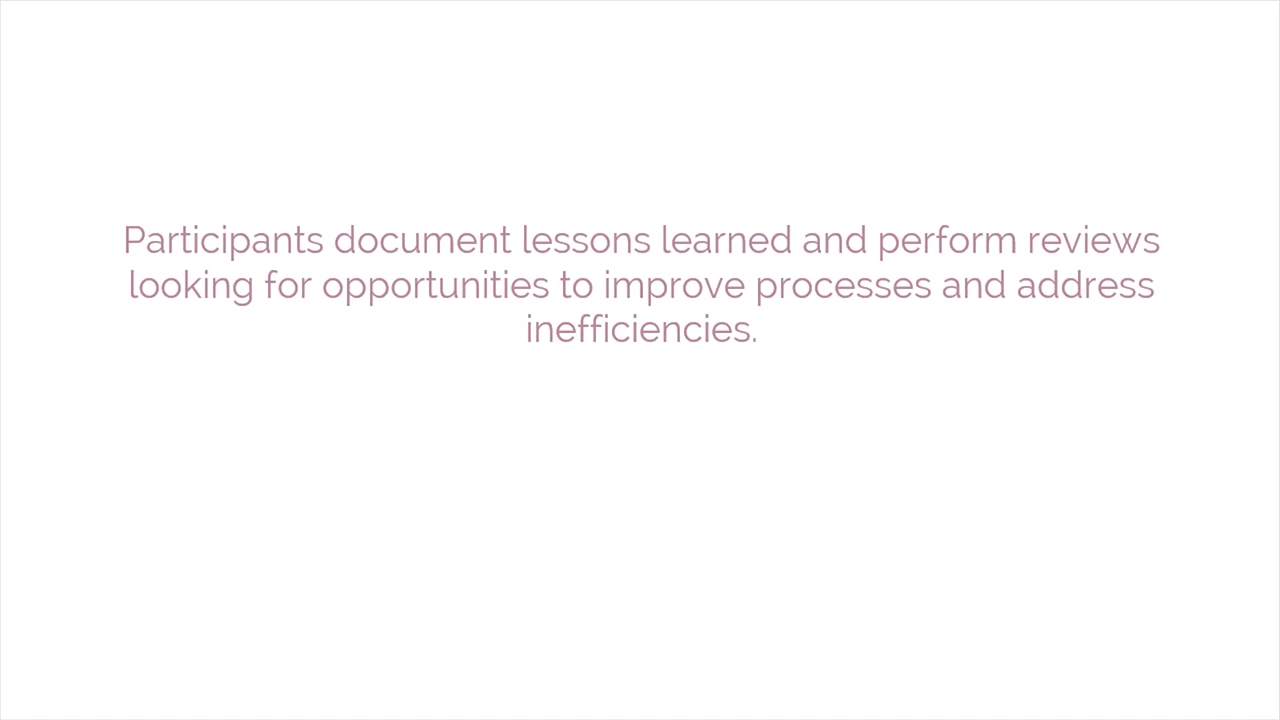 Participants document lessons learned and perform reviews
looking for opportunities to improve processes and address
inefficiencies.